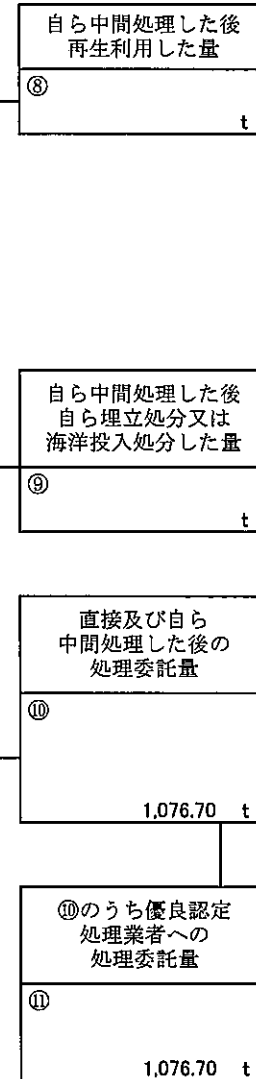 自ら中間処理した後
再生利用した量
⑧
t
自ら中間処理した後
自ら埋立処分又は
海洋投入処分した量
⑨
t
直接及び自ら
中間処理した後の
処理委託量
⑩
1,076.70 t
⑩のうち優良認定
処理業者への
処理委託量
⑪
1,076.70 t